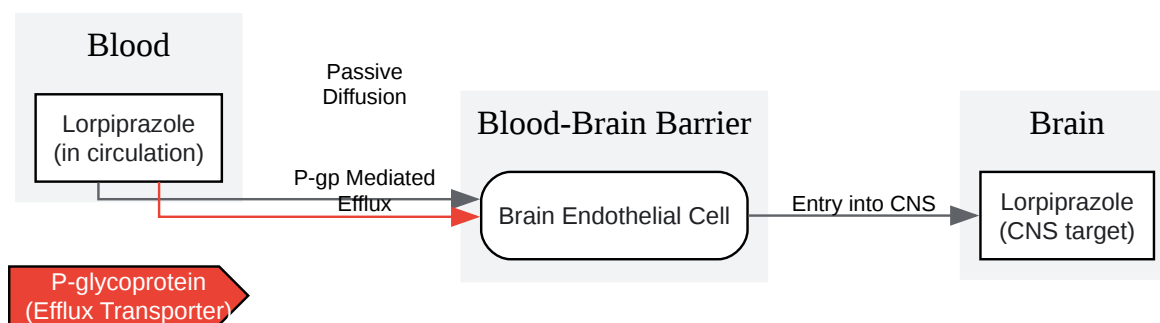 Blood
Lorpiprazole
(in circulation)
Passive
Diffusion
P-gp Mediated
Efflux
Blood-Brain Barrier
Brain Endothelial Cell
Entry into CNS
Brain
Lorpiprazole
(CNS target)
P-glycoprotein
(Efflux Transporter)